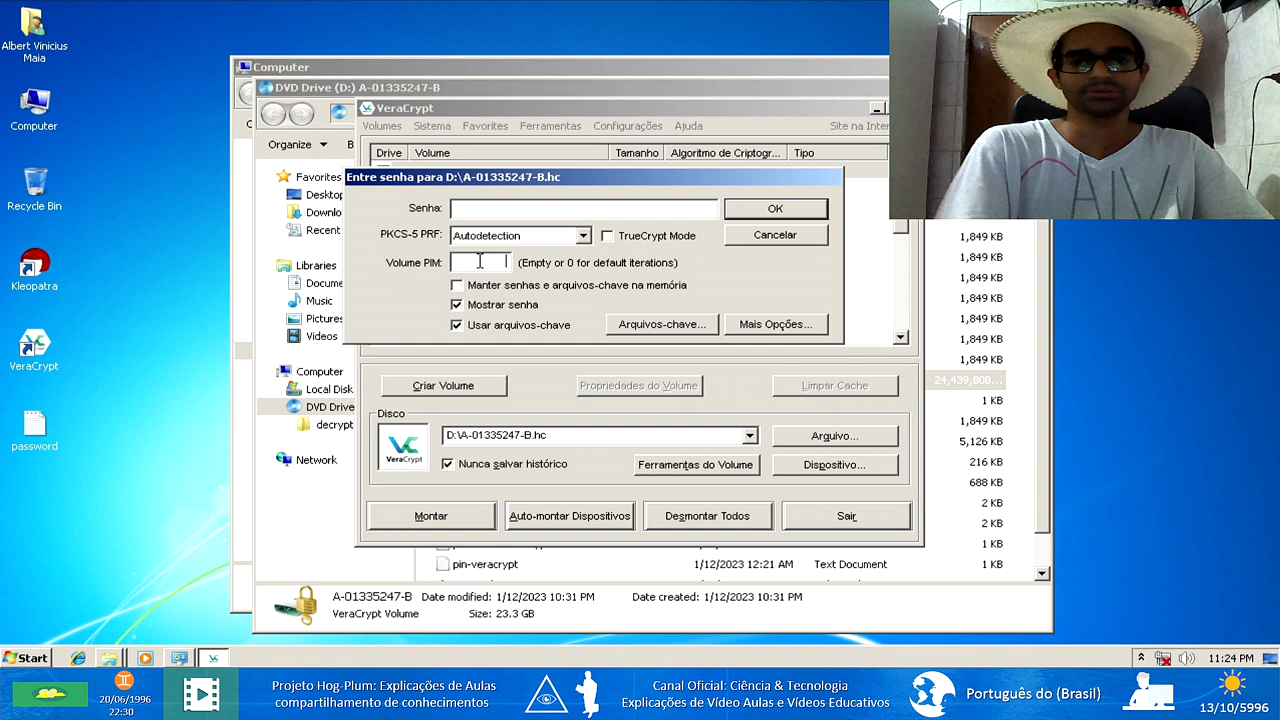 Albert Vinicius
Maia
Computer
Recycle Bin
Kleopatra
VeraCrypt
password
Computer
DVD Drive (D:) A-01335247-B
Organize
Favorites
Desktop
Downlo
Recent
Libraries
Docume
Music
Pictures
Videos
Computer
Local Disk
DVD Drive
decrypt
Network
VeraCrypt
Volumes Sistema Favorites Ferramentas Configurações Ajuda Site na Inter
Drive Volume Tamanho Algoritmo de Criptogr... Tipo
Entre senha para D:\A-01335247-B.hc
Senha:
OK
PKCS-5 PRF: Autodetection TrueCrypt Mode
Cancelar
Volume PIM: (Empty or 0 for default iterations)
Manter senhas e arquivos-chave na memória
Mostrar senha
Usar arquivos-chave Arquivos-chave... Mais Opções...
Criar Volume Propriedades do Volume Limpar Cache
Disco
VeraCrypt
D:\A-01335247-B.hc
Arquivo...
Nunca salvar histórico Ferramentas do Volume Dispositivo...
Montar Auto-montar Dispositivos Desmontar Todos Sair
1,849 KB
1,849 KB
1,849 KB
1,849 KB
1,849 KB
1,849 KB
1,849 KB
24,439,808...
1 KB
1,849 KB
5,126 KB
216 KB
688 KB
2 KB
2 KB
1 KB
pin-veracrypt 1/12/2023 12:21 AM Text Document 1 KB
A-01335247-B Date modified: 1/12/2023 10:31 PM Date created: 1/12/2023 10:31 PM
VeraCrypt Volume Size: 23.3 GB
Start
11:24 PM
20/06/1996
22:30
Projeto Hog-Plum: Explicações de Aulas
compartilhamento de conhecimentos
Canal Oficial: Ciência & Tecnologia
Explicações de Vídeo Aulas e Vídeos Educativos
Português do (Brasil)
13/10/5996